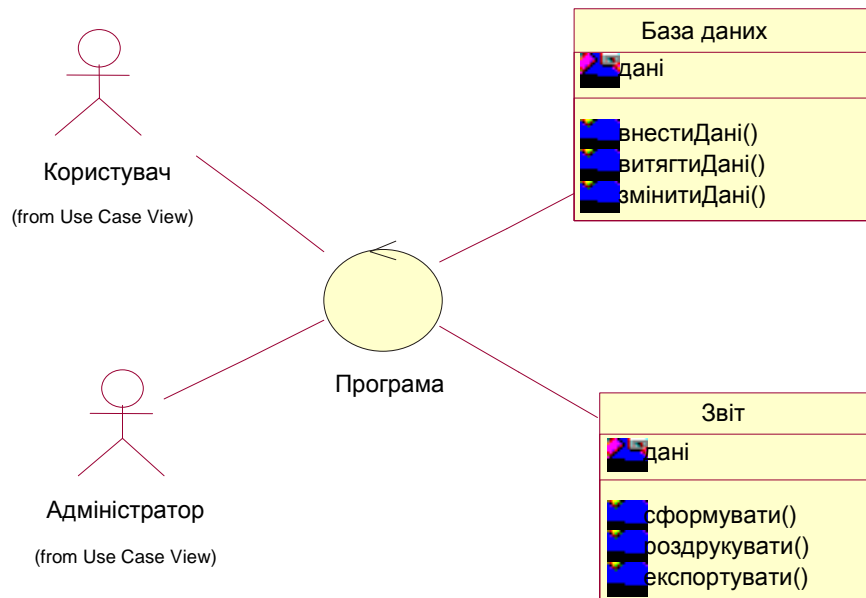 База даних
дані
внестиДані()
витягтиДані()
змінитиДані()
Користувач
(from Use Case View)
Програма
Адміністратор
(from Use Case View)
Звіт
дані
сформувати()
роздрукувати()
експортувати()